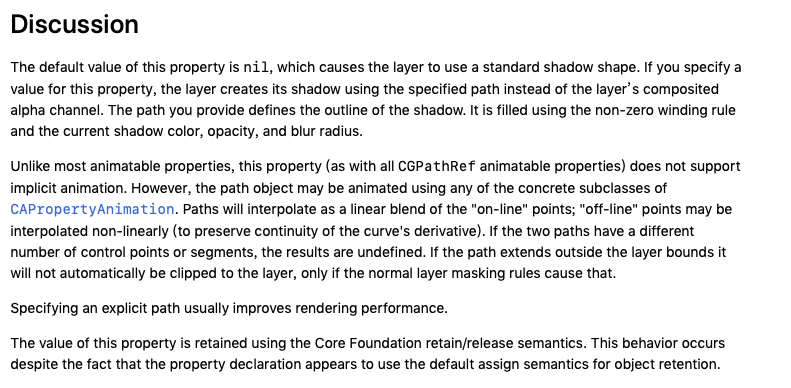 Discussion
The default value of this property is nil, which causes the layer to use a standard shadow shape. If you specify a
value for this property, the layer creates its shadow using the specified path instead of the layer’s composited
alpha channel. The path you provide defines the outline of the shadow. It is filled using the non-zero winding rule
and the current shadow color, opacity, and blur radius.
Unlike most animatable properties, this property (as with all CGPathRef animatable properties) does not support
implicit animation. However, the path object may be animated using any of the concrete subclasses of
CAPropertyAnimation. Paths will interpolate as a linear blend of the "on-line" points; "off-line" points may be
interpolated non-linearly (to preserve continuity of the curve's derivative). If the two paths have a different
number of control points or segments, the results are undefined. If the path extends outside the layer bounds it
will not automatically be clipped to the layer, only if the normal layer masking rules cause that.
Specifying an explicit path usually improves rendering performance.
The value of this property is retained using the Core Foundation retain/release semantics. This behavior occurs
despite the fact that the property declaration appears to use the default assign semantics for object retention.